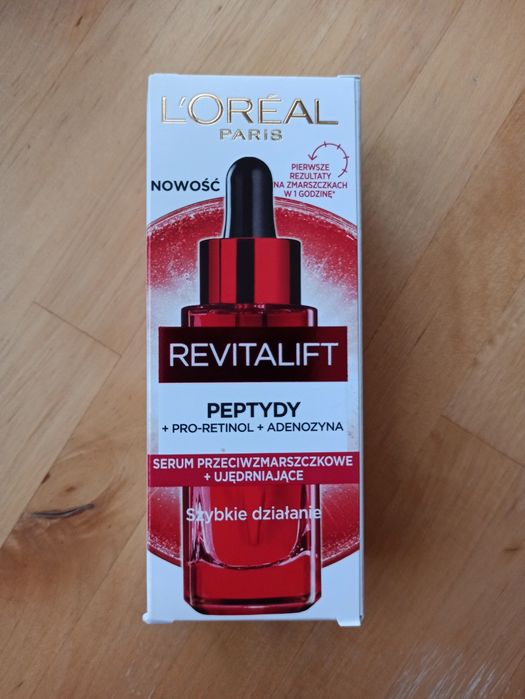 L'ORÉAL
PARIS
NOWOŚĆ
PIERWSZE
REZULTATY
NA ZMARSZCZKACH
W 1 GODZINĘ*
REVITALIFT
PEPTYDY
+ PRO-RETINOL + ADENOZYNA
SERUM PRZECIWZMARSZCZKOWE
+ UJĘDRNIAJĄCE
Szybkie działanie